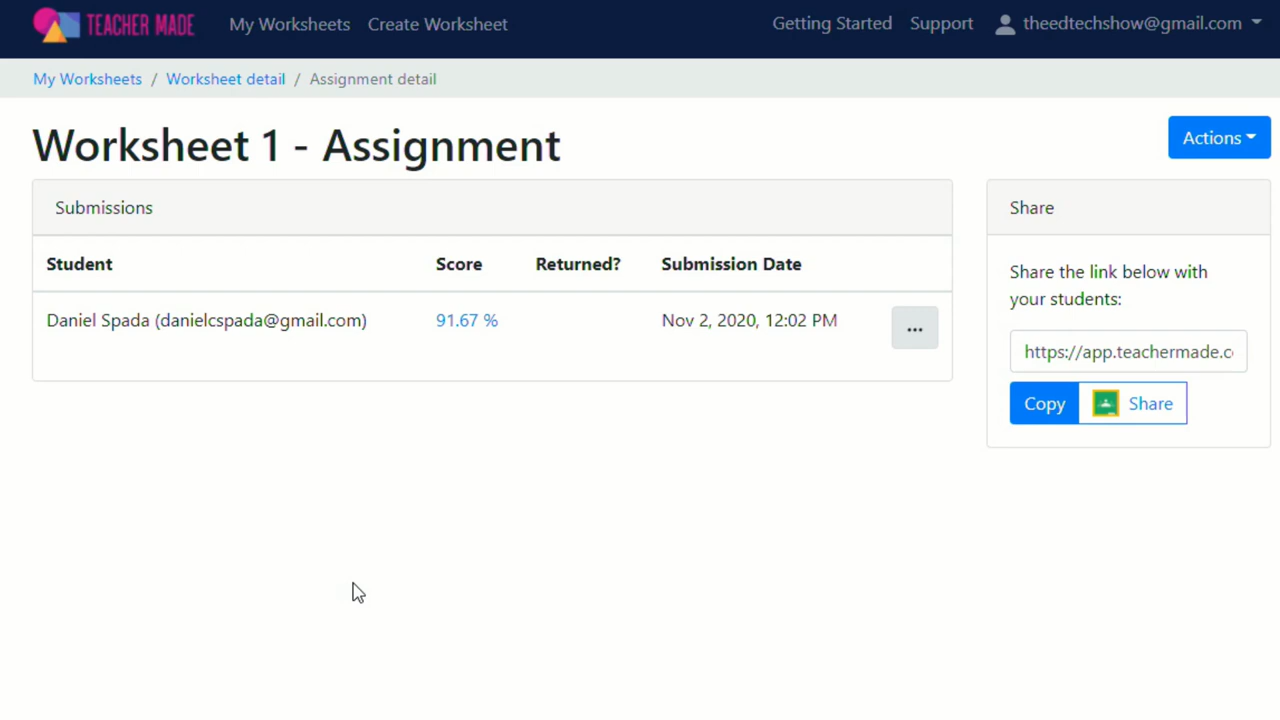 TEACHER MADE My Worksheets Create Worksheet Getting Started Support theedtechshow@gmail.com
My Worksheets / Worksheet detail / Assignment detail
Worksheet 1 - Assignment
Actions
Submissions
Student Score Returned? Submission Date
Daniel Spada (danielcspada@gmail.com) 91.67 % Nov 2, 2020, 12:02 PM ...
Share
Share the link below with
your students:
https://app.teachermade.c
Copy Share